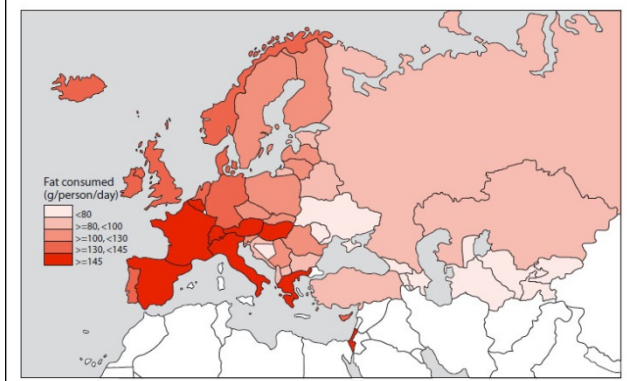 Fat consumed
(g/person/day)
<80
>=80, <100
>=100, <130
>=130, <145
>=145